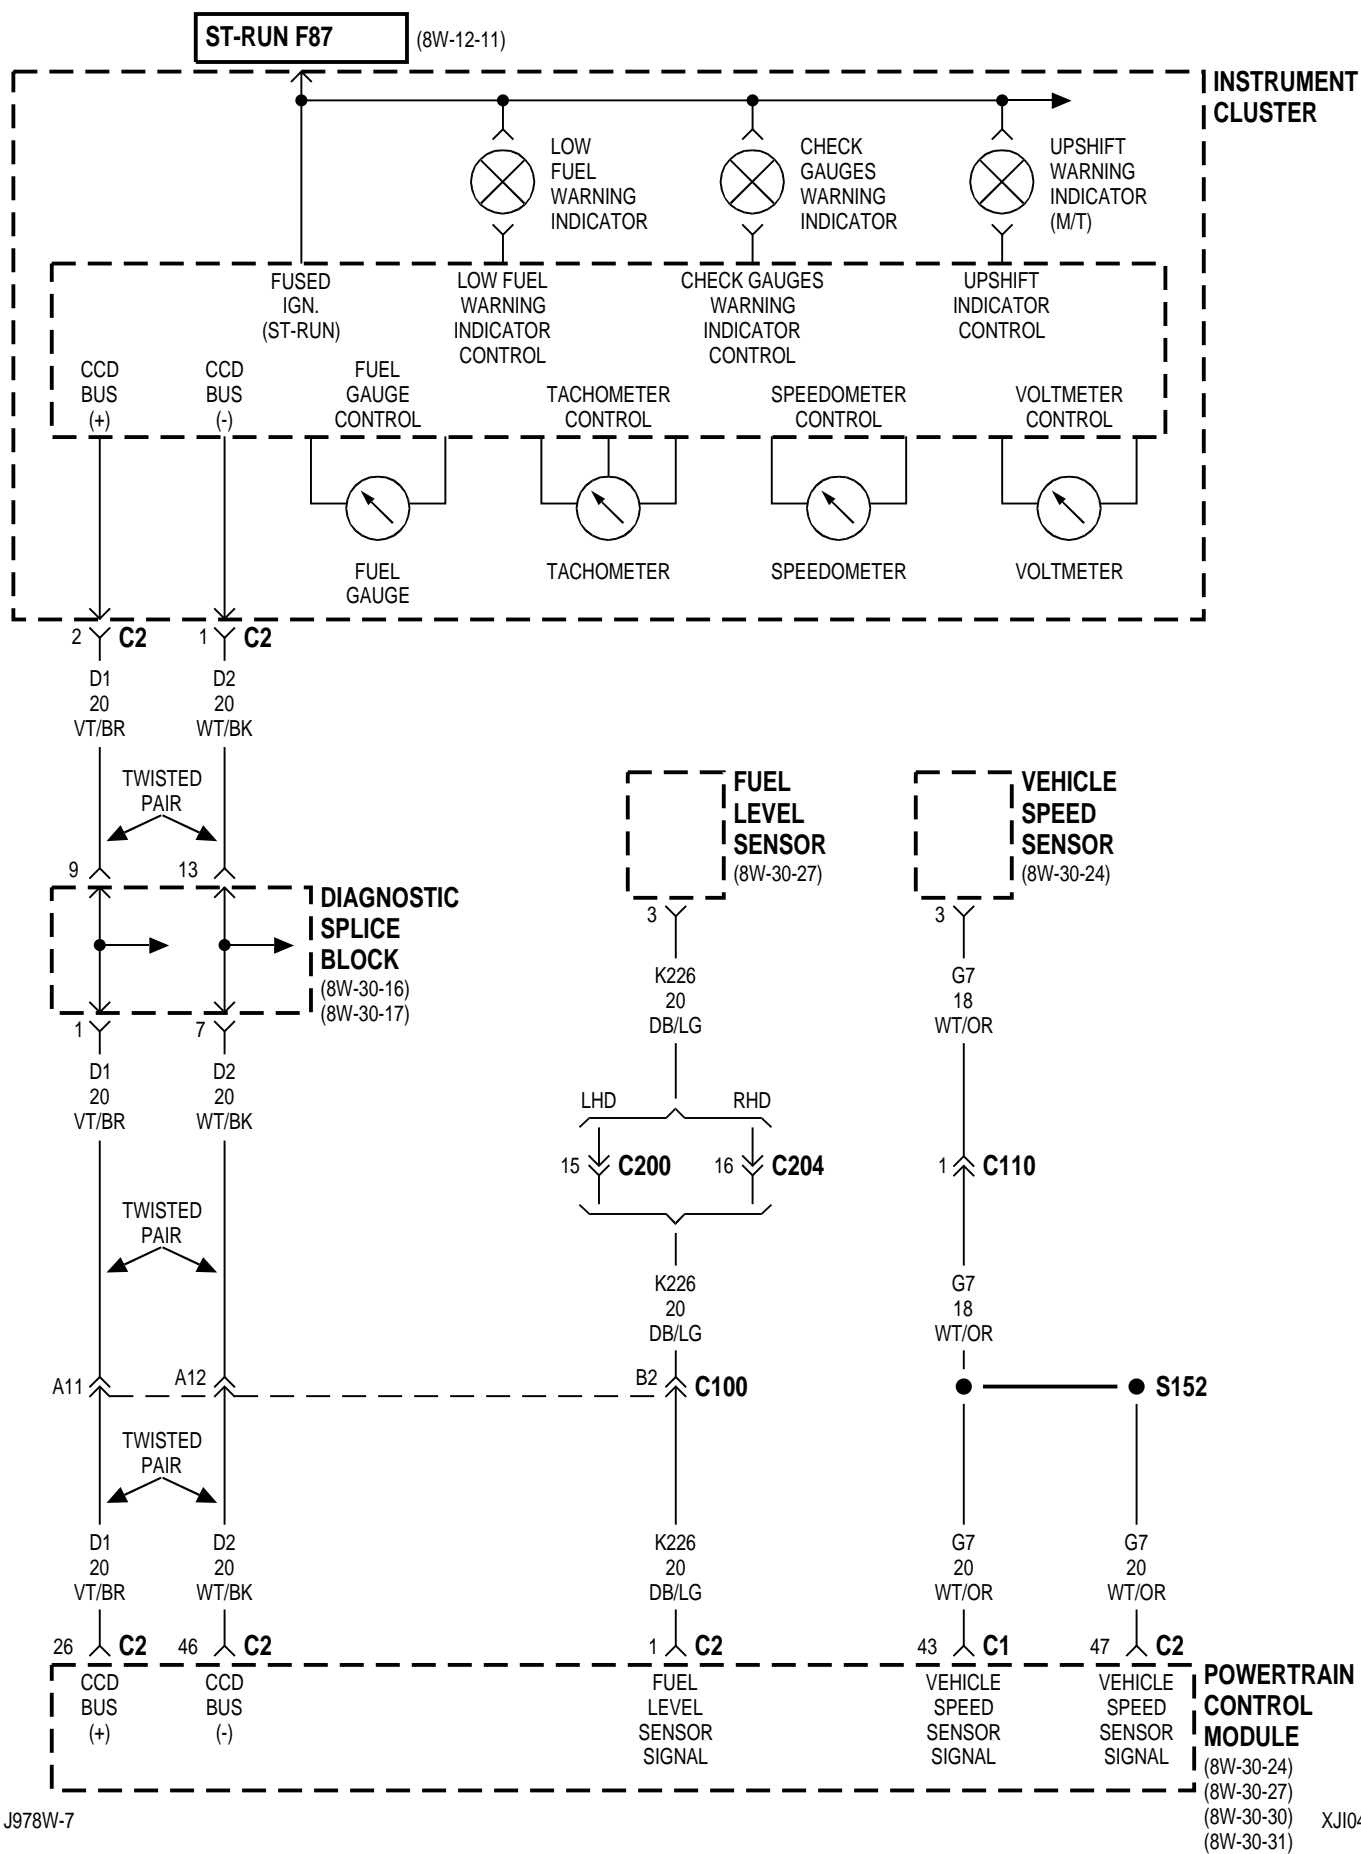 ST-RUN F87
(8W-12-11)
INSTRUMENT
CLUSTER
LOW
FUEL
WARNING
INDICATOR
CHECK
GAUGES
WARNING
INDICATOR
UPSHIFT
WARNING
INDICATOR
(M/T)
FUSED
IGN.
(ST-RUN)
LOW FUEL
WARNING
INDICATOR
CONTROL
CHECK GAUGES
WARNING
INDICATOR
CONTROL
UPSHIFT
INDICATOR
CONTROL
CCD
BUS
(+)
CCD
BUS
(-)
FUEL
GAUGE
CONTROL
TACHOMETER
CONTROL
SPEEDOMETER
CONTROL
VOLTMETER
CONTROL
FUEL
GAUGE
TACHOMETER
SPEEDOMETER
VOLTMETER
2 C2
1 C2
D1
20
VT/BR
D2
20
WT/BK
TWISTED
PAIR
9
13
DIAGNOSTIC
SPLICE
BLOCK
(8W-30-16)
(8W-30-17)
1
7
D1
20
VT/BR
D2
20
WT/BK
TWISTED
PAIR
A11
A12
TWISTED
PAIR
D1
20
VT/BR
D2
20
WT/BK
26 C2
46 C2
FUEL
LEVEL
SENSOR
(8W-30-27)
3
K226
20
DB/LG
LHD
RHD
15 C200
16 C204
K226
20
DB/LG
B2 C100
K226
20
DB/LG
1 C2
VEHICLE
SPEED
SENSOR
(8W-30-24)
3
G7
18
WT/OR
1 C110
G7
18
WT/OR
S152
G7
20
WT/OR
G7
20
WT/OR
43 C1
47 C2
CCD
BUS
(+)
CCD
BUS
(-)
FUEL
LEVEL
SENSOR
SIGNAL
VEHICLE
SPEED
SENSOR
SIGNAL
VEHICLE
SPEED
SENSOR
SIGNAL
POWERTRAIN
CONTROL
MODULE
(8W-30-24)
(8W-30-27)
(8W-30-30)
(8W-30-31)
J978W-7